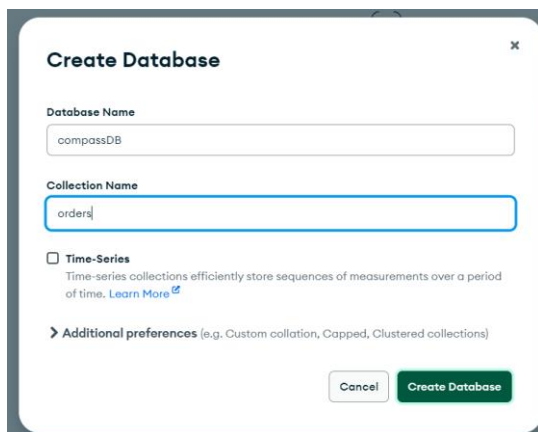 Create Database
Database Name
compassDB
Collection Name
orders
Time-Series
Time-series collections efficiently store sequences of measurements over a period
of time. Learn More
Additional preferences (e.g. Custom collation, Capped, Clustered collections)
Cancel Create Database